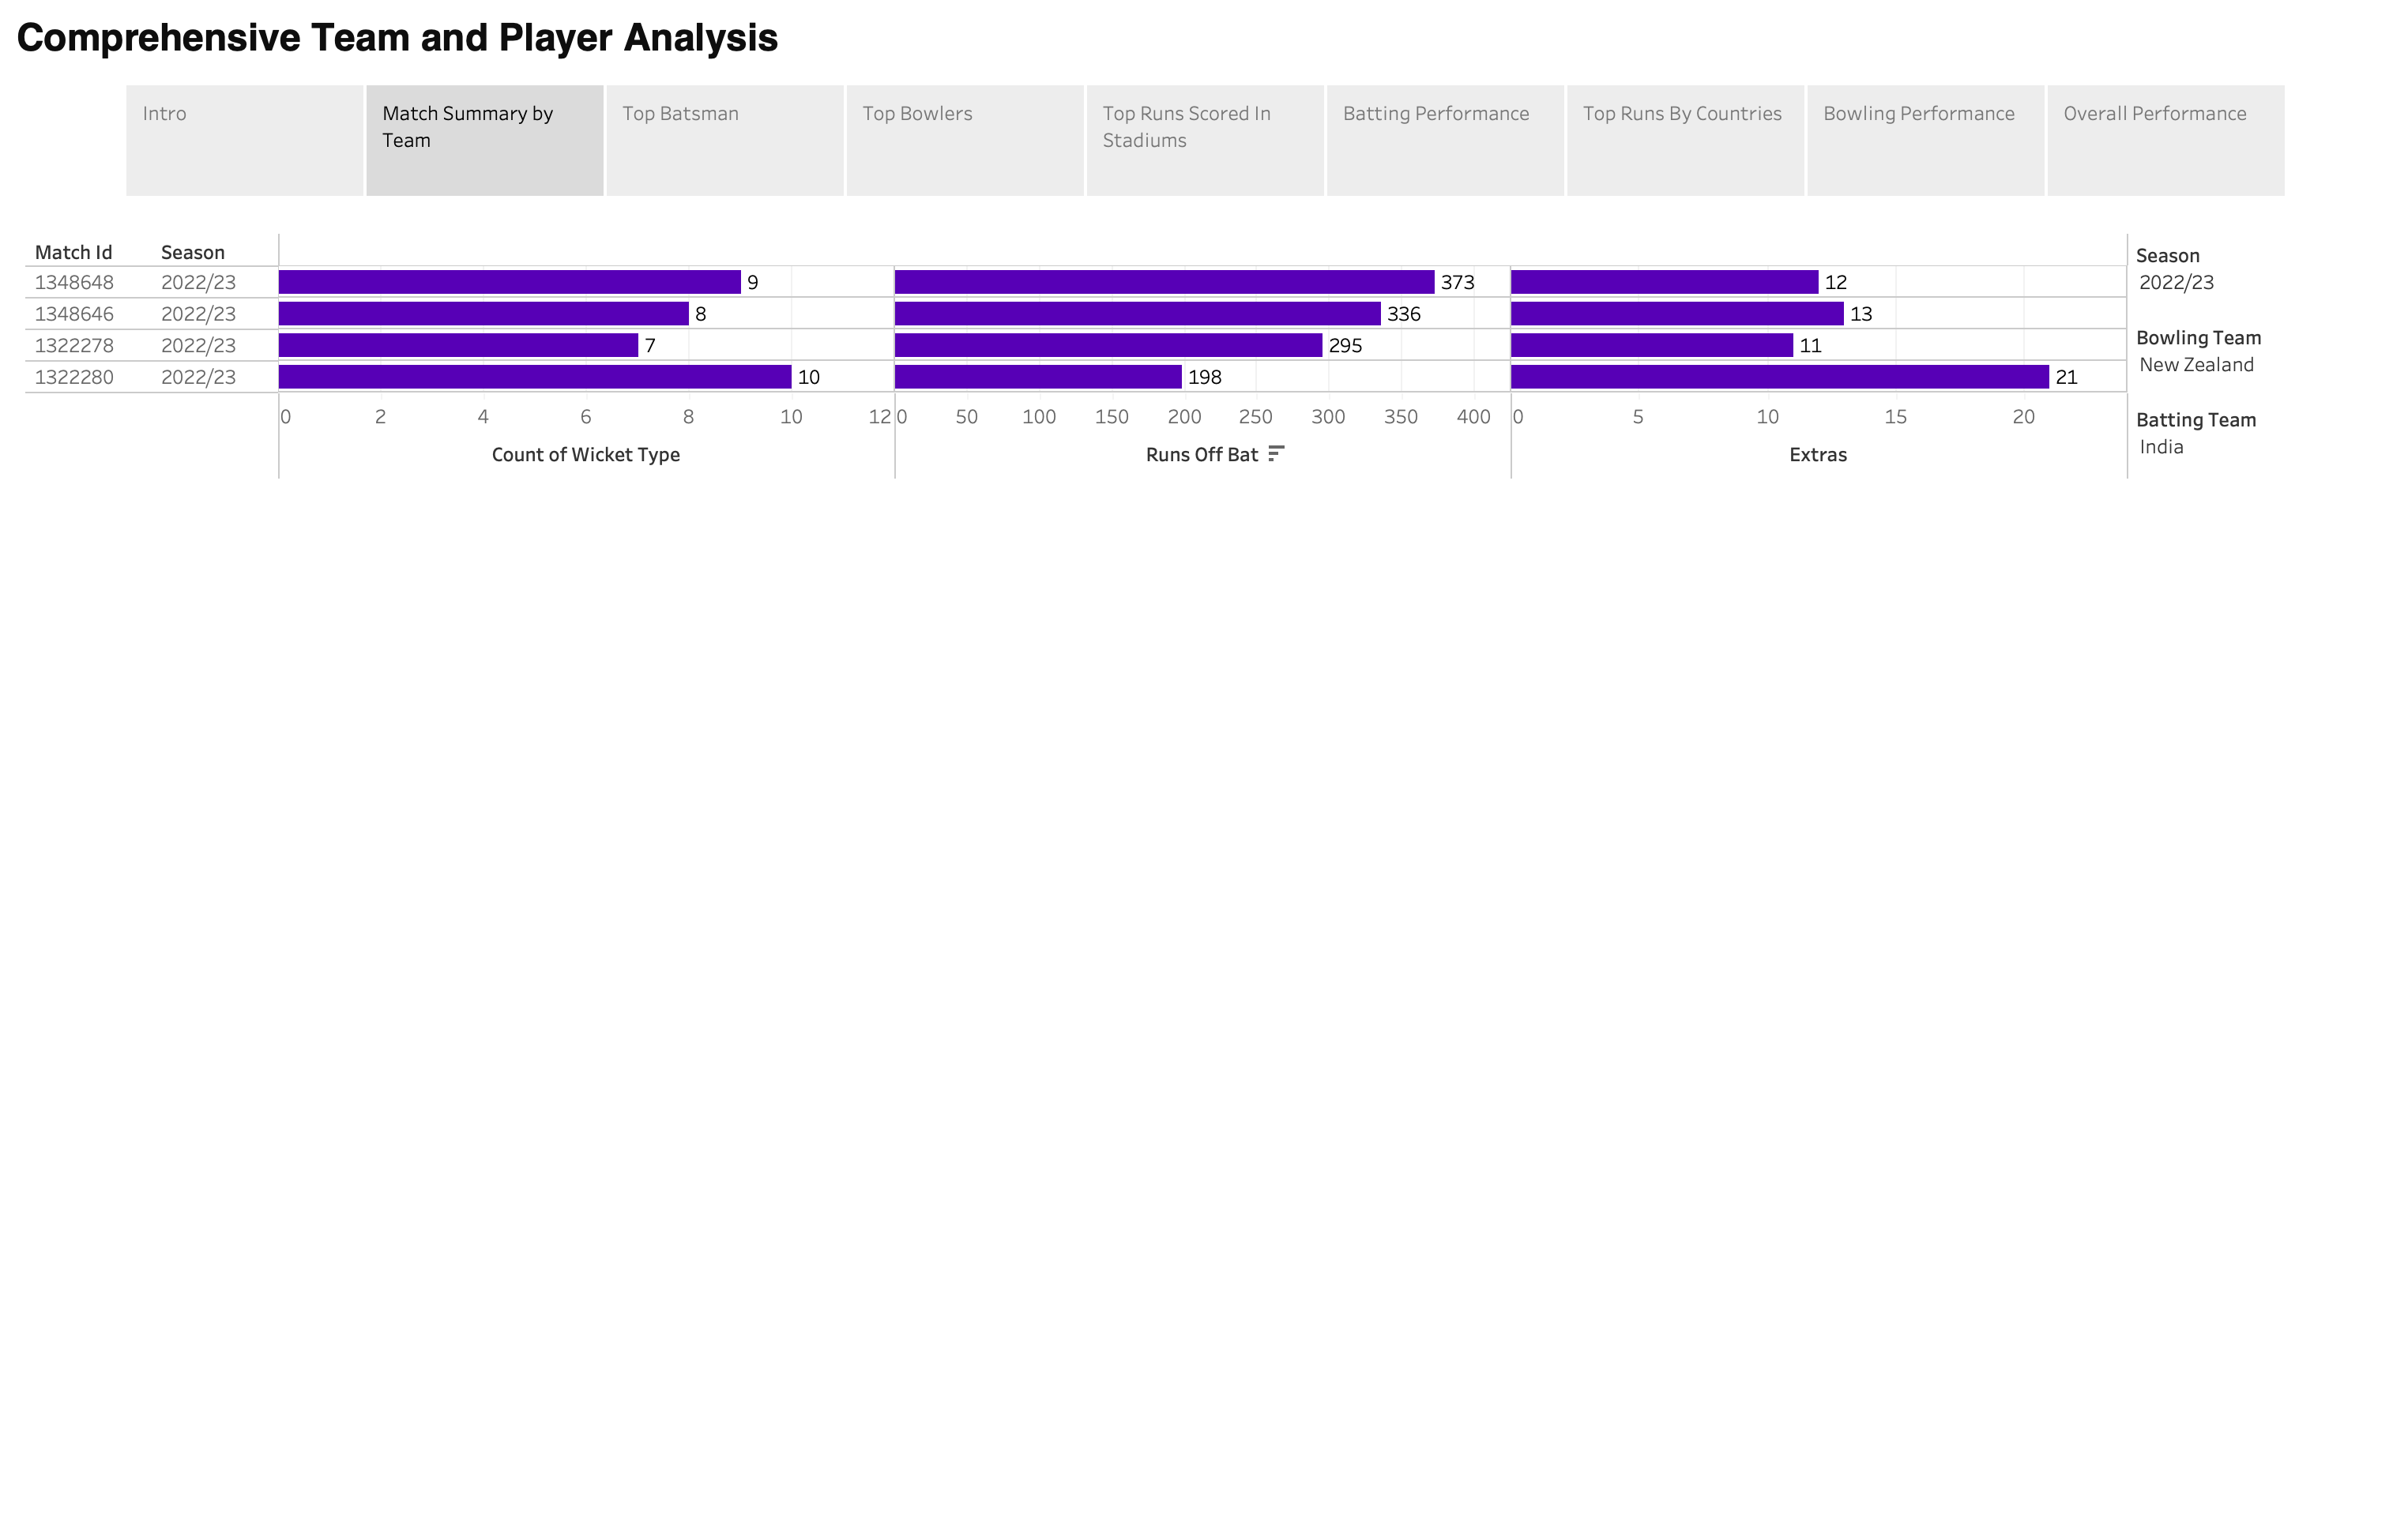 Comprehensive Team and Player Analysis
Intro
Match Summary by
Team
Top Batsman
Top Bowlers
Top Runs Scored In
Stadiums
Batting Performance
Top Runs By Countries
Bowling Performance
Overall Performance
Match Id Season
1348648 2022/23 9 373 12
1348646 2022/23 8 336 13
1322278 2022/23 7 295 11
1322280 2022/23 10 198 21
0 2 4 6 8 10 12 0 50 100 150 200 250 300 350 400 0 5 10 15 20
Count of Wicket Type Runs Off Bat Extras
Season
2022/23
Bowling Team
New Zealand
Batting Team
India